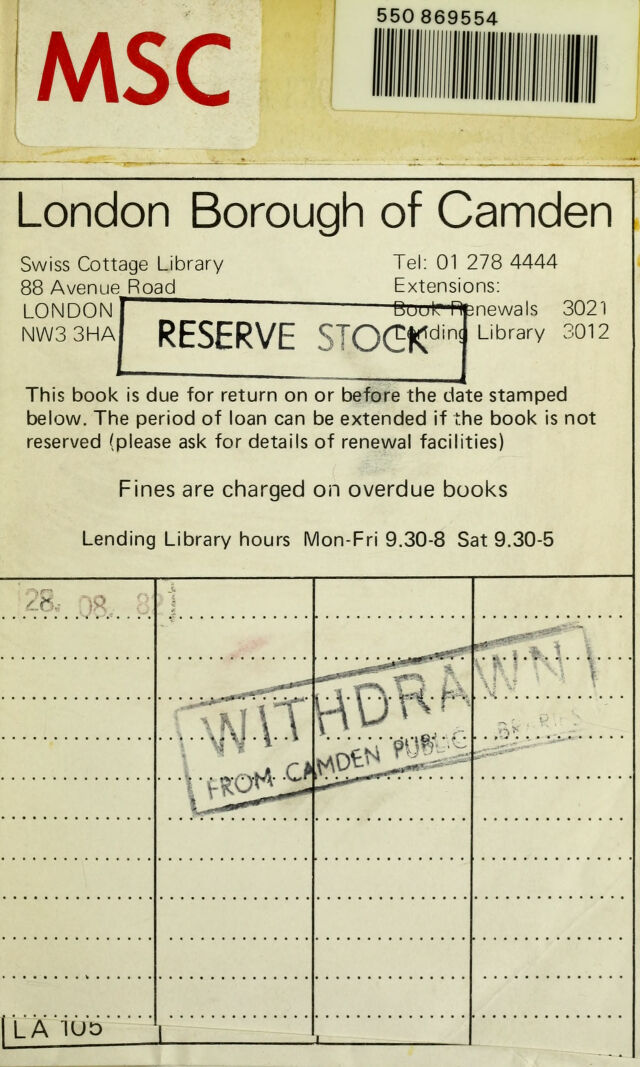 MSC
550 869554
London Borough of Camden
Swiss Cottage Library
88 Avenue Road
LONDON
NW3 3HA
Tel: 01 278 4444
Extensions:
Book Renewals 3021
Lending Library 3012
RESERVE STOCK
This book is due for return on or before the date stamped
below. The period of loan can be extended if the book is not
reserved (please ask for details of renewal facilities)
Fines are charged on overdue books
Lending Library hours Mon-Fri 9.30-8 Sat 9.30-5
28. 08. 82
WITHDRAWN
FROM CAMDEN PUBLIC LIBRARIES
LA 105